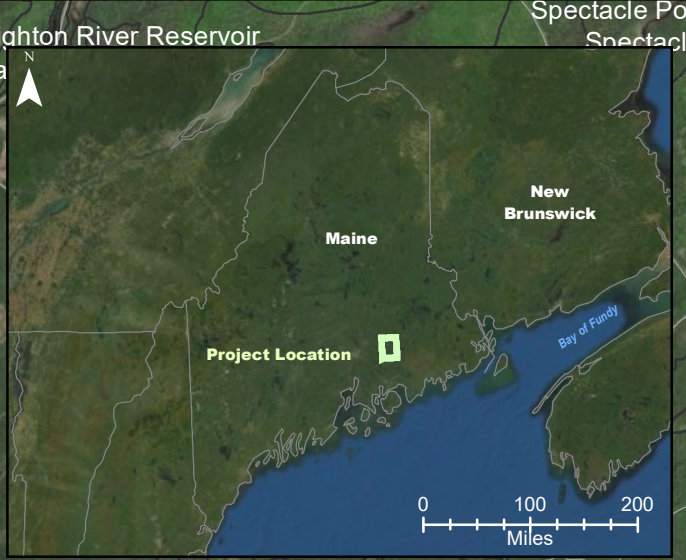 Spectacle Po
ghton River Reservoir
Spectacl
a
N
New
Brunswick
Maine
Bay of Fundy
Project Location
0 100 200
Miles